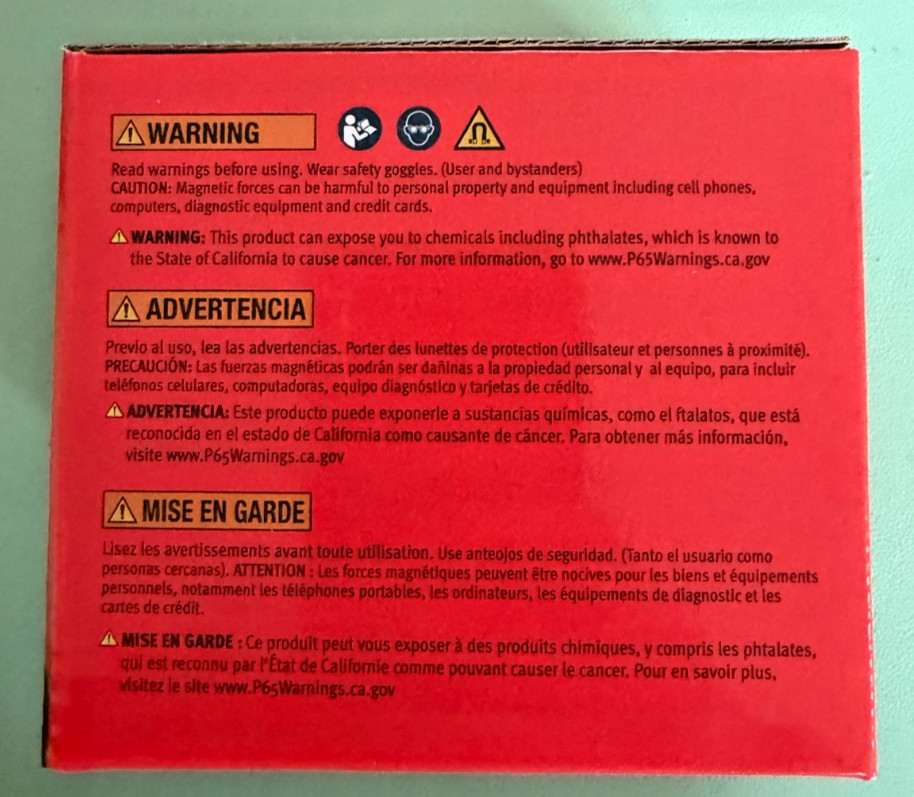 WARNING
Read warnings before using. Wear safety goggles. (User and bystanders)
CAUTION: Magnetic forces can be harmful to personal property and equipment including cell phones,
computers, diagnostic equipment and credit cards.
WARNING: This product can expose you to chemicals including phthalates, which is known to
the State of California to cause cancer. For more information, go to www.P65Warnings.ca.gov
ADVERTENCIA
Previo al uso, lea las advertencias. Porter des lunettes de protection (utilisateur et personnes à proximité).
PRECAUCIÓN: Las fuerzas magnéticas podrán ser dañinas a la propiedad personal y al equipo, para incluir
teléfonos celulares, computadoras, equipo diagnóstico y tarjetas de crédito.
ADVERTENCIA: Este producto puede exponerle a sustancias químicas, como el ftalatos, que está
reconocida en el estado de California como causante de cáncer. Para obtener más información,
visite www.P65Warnings.ca.gov
MISE EN GARDE
Lisez les avertissements avant toute utilisation. Use anteojos de seguridad. (Tanto el usuario como
personas cercanas). ATTENTION : Les forces magnétiques peuvent être nocives pour les biens et équipements
personnels, notamment les téléphones portables, les ordinateurs, les équipements de diagnostic et les
cartes de crédit.
MISE EN GARDE : Ce produit peut vous exposer à des produits chimiques, y compris les phtalates,
qui est reconnu par l'État de Californie comme pouvant causer le cancer. Pour en savoir plus,
visitez le site www.P65Warnings.ca.gov